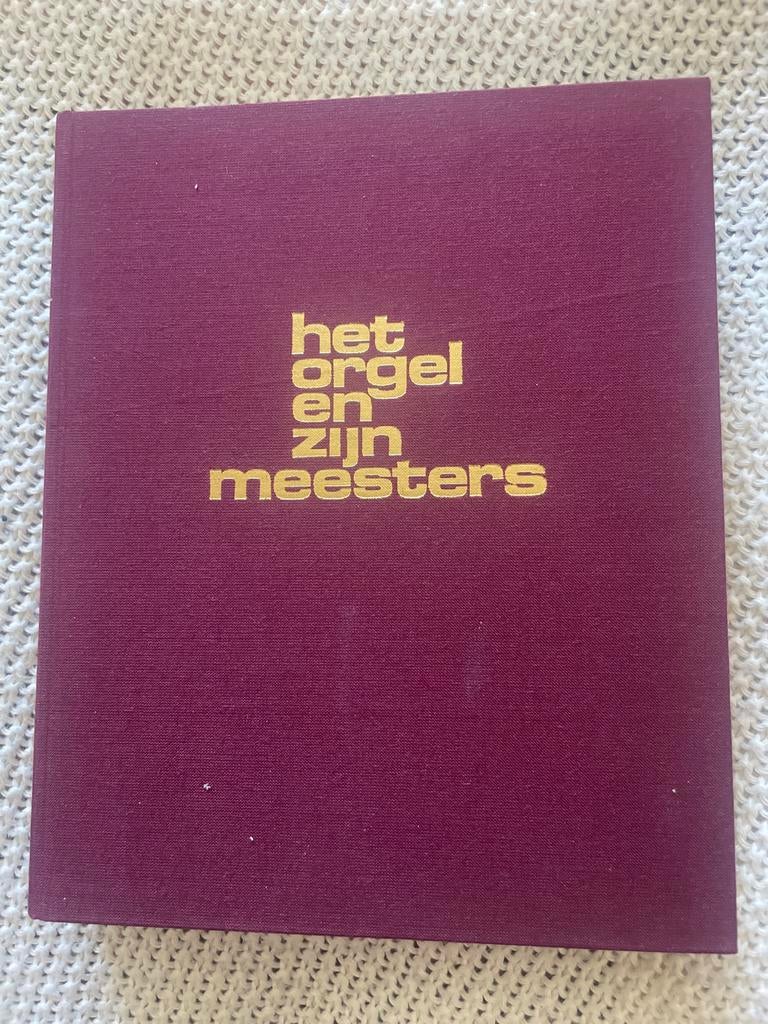 het
orgel
en
zijn
meesters